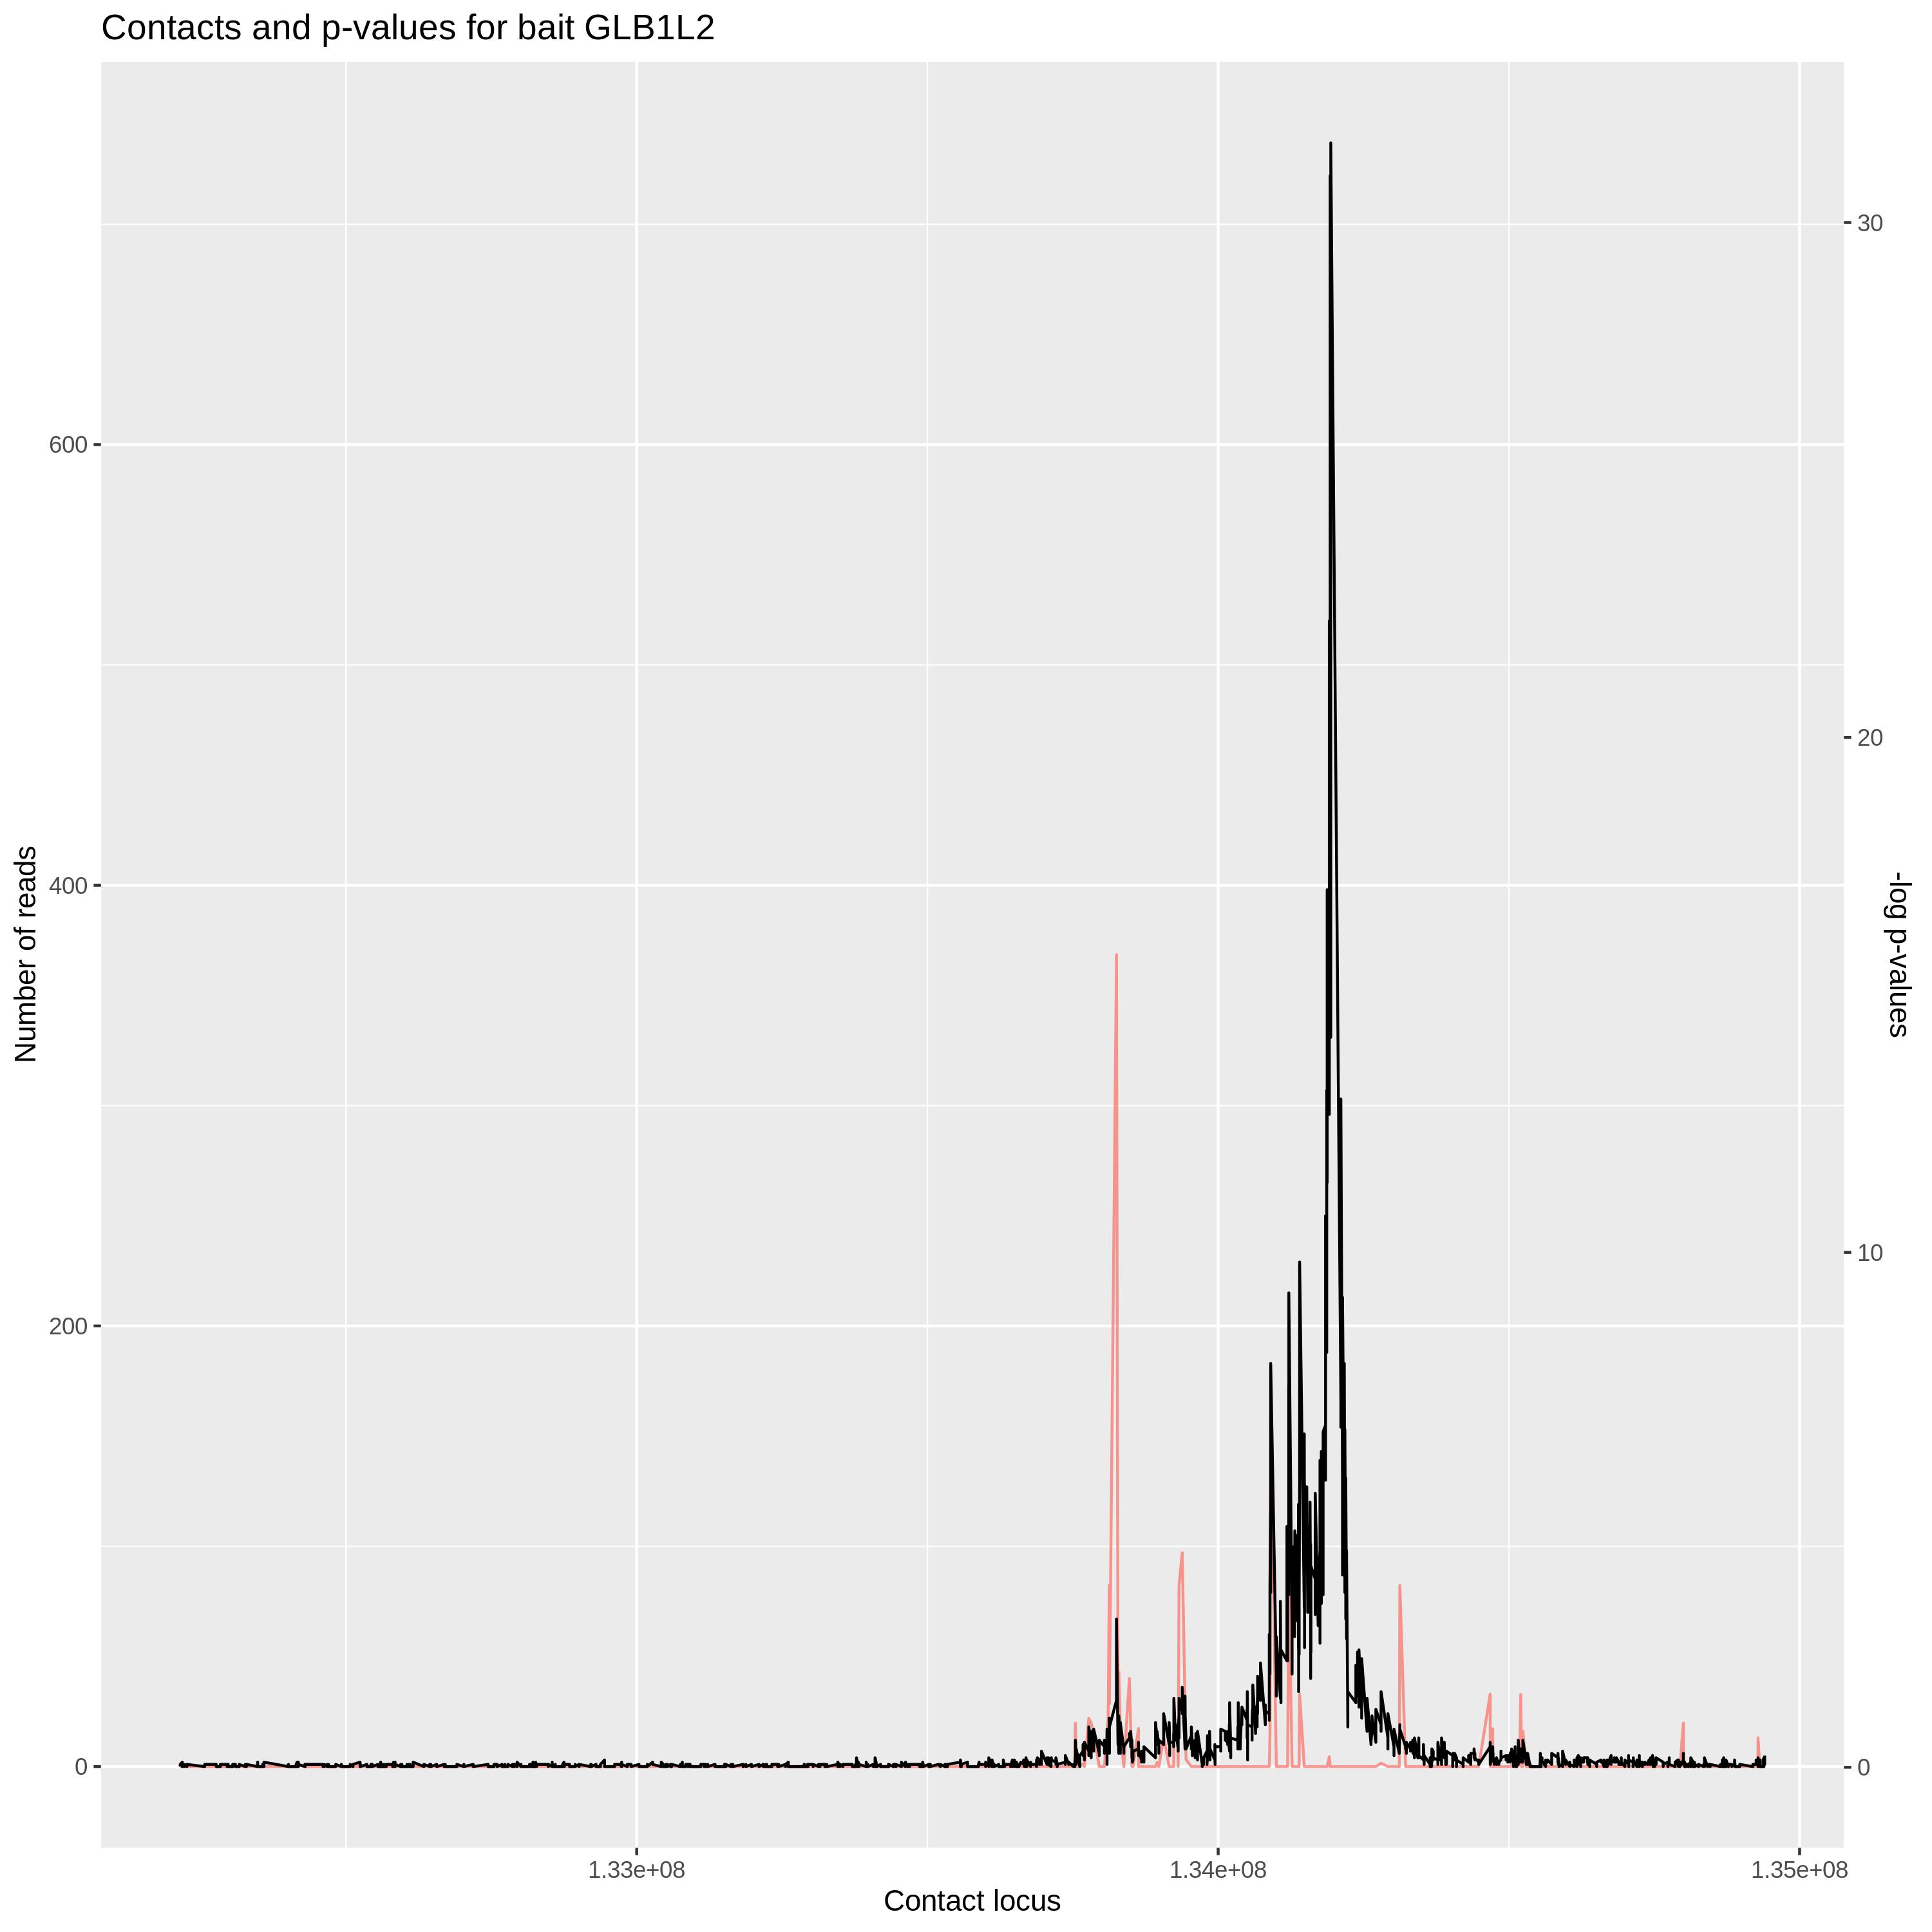 Contacts and p-values for bait GLB1L2
Number of reads
600
400
200
0
30
20
10
0
-log p-values
1.33e+08
1.34e+08
1.35e+08
Contact locus